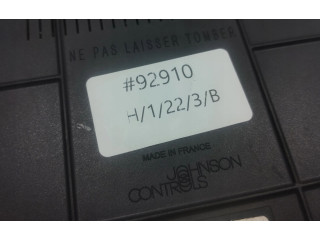 NE PAS LAISSER TOMBER
#92910
H/1/22/3/B
MADE IN FRANCE
JOHNSON
CONTROLS